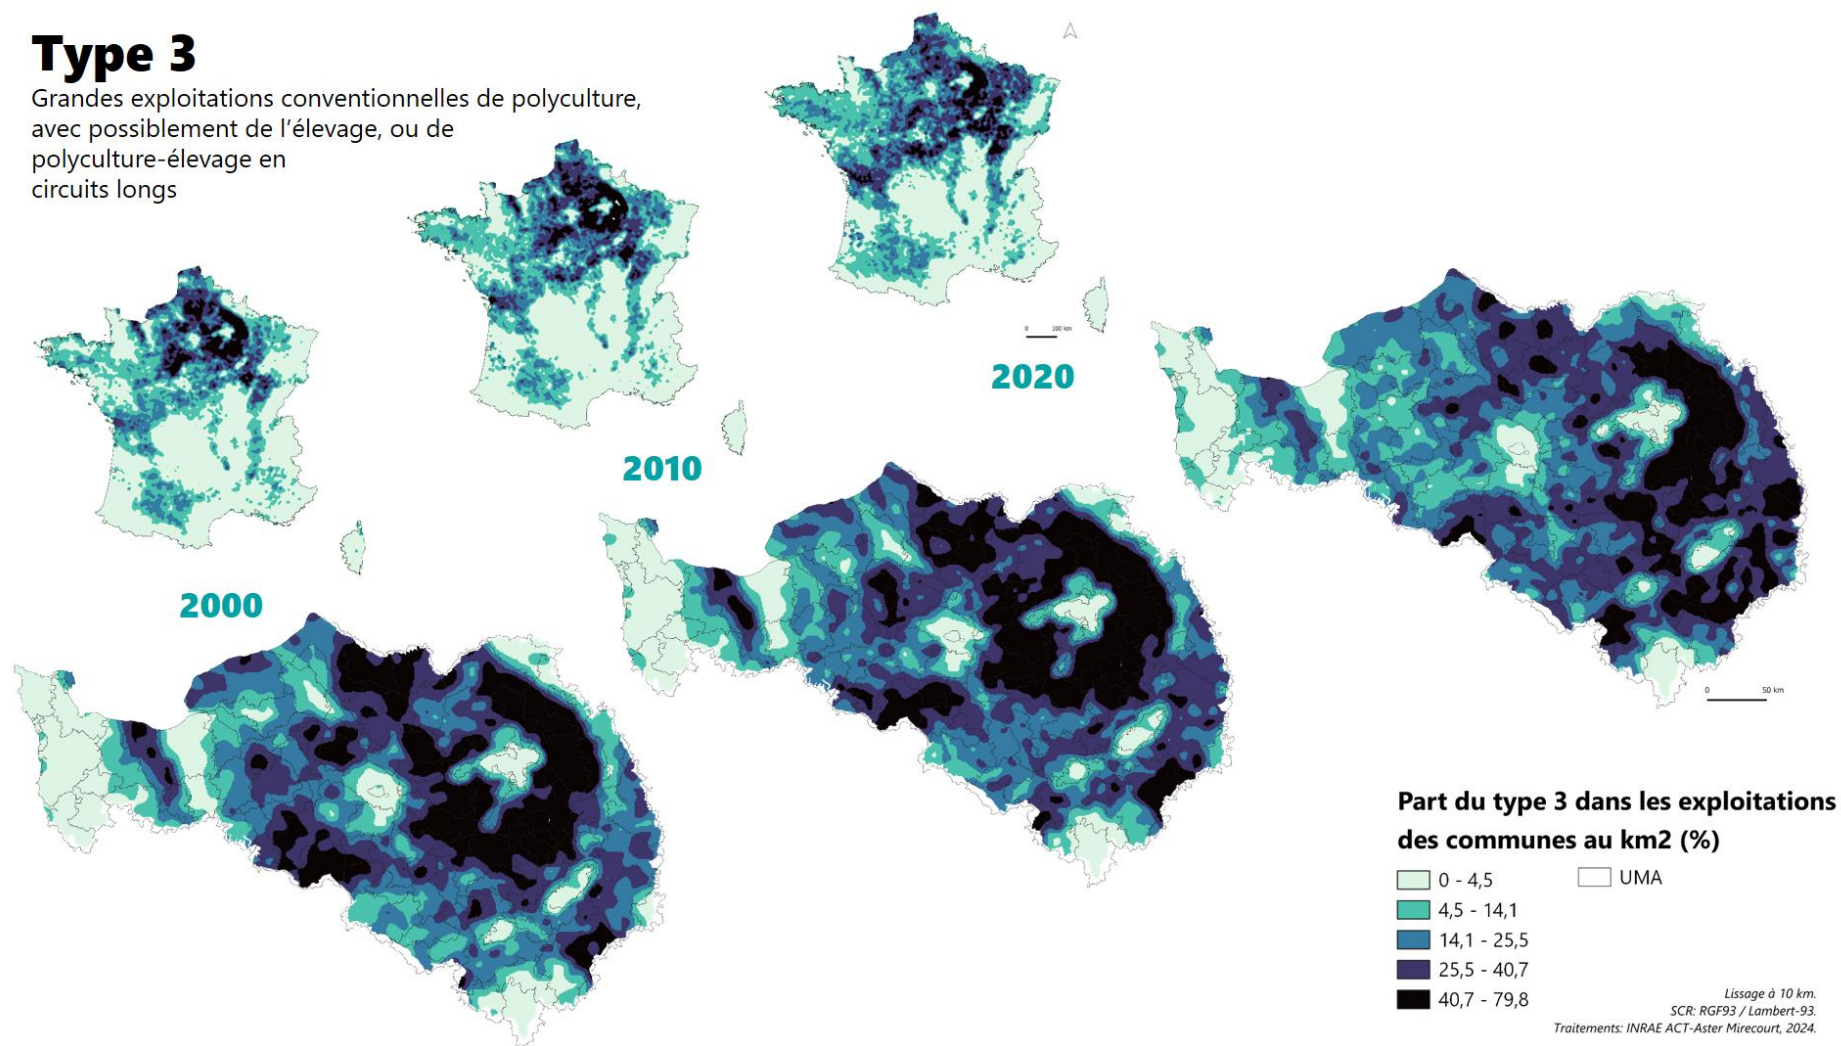 Type 3
Grandes exploitations conventionnelles de polyculture,
avec possiblement de l’élevage, ou de
polyculture-élevage en
circuits longs
0 100 km
2020
2010
2000
0 50 km
Part du type 3 dans les exploitations
des communes au km2 (%)
0 - 4,5
UMA
4,5 - 14,1
14,1 - 25,5
25,5 - 40,7
40,7 - 79,8
Lissage à 10 km.
SCR: RGF93 / Lambert-93.
Traitements: INRAE ACT-Aster Mirecourt, 2024.